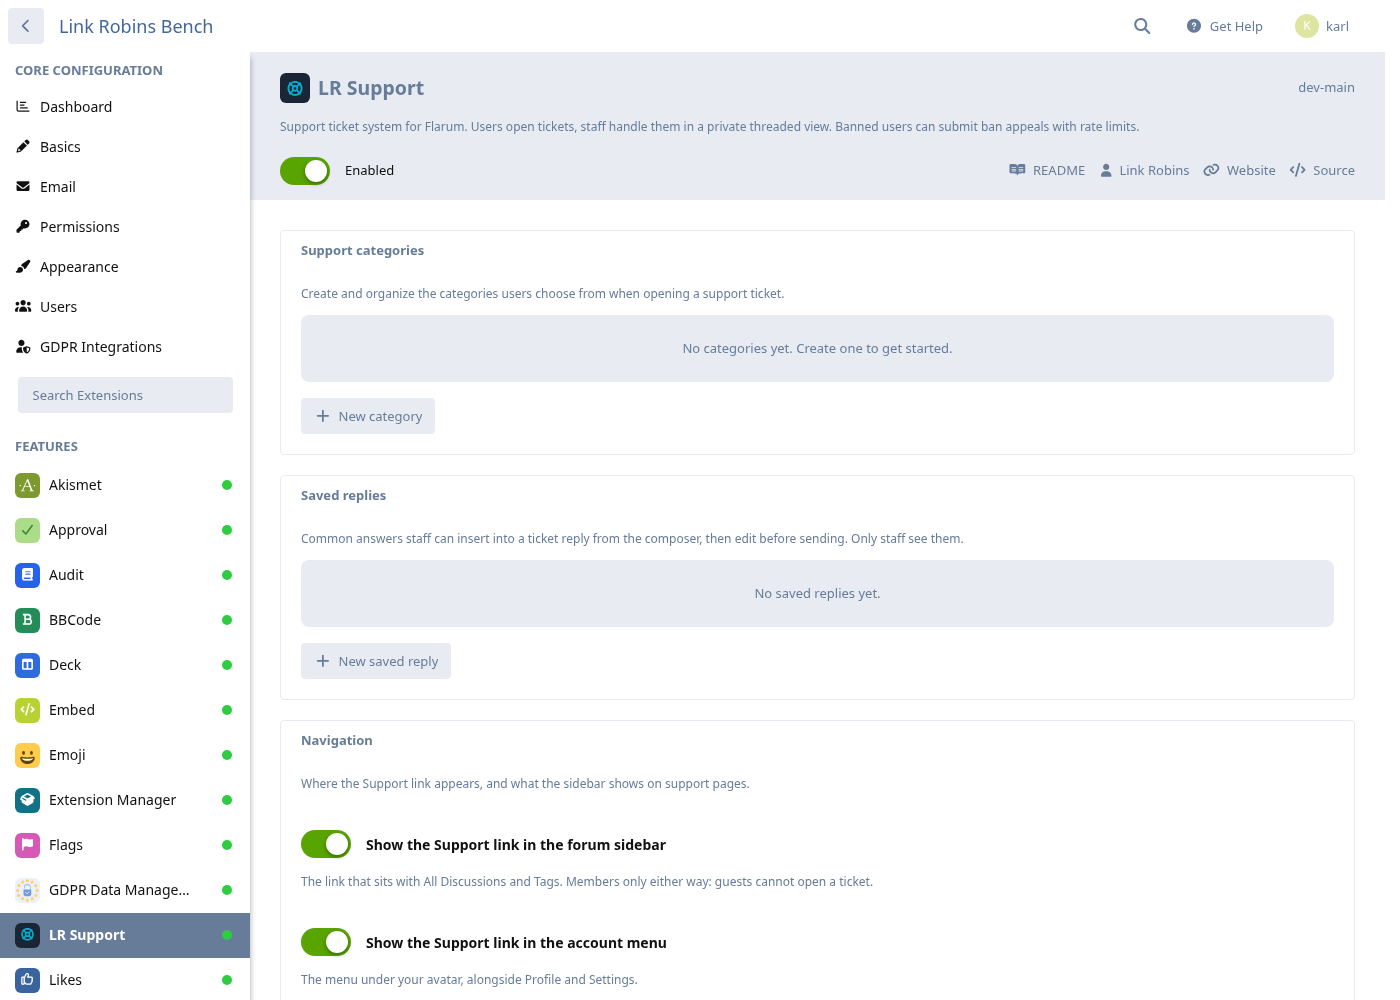 Link Robins Bench
Get Help
K
karl
CORE CONFIGURATION
Dashboard
Basics
Email
Permissions
Appearance
Users
GDPR Integrations
Search Extensions
FEATURES
Akismet
Approval
Audit
BBCode
Deck
Embed
Emoji
Extension Manager
Flags
GDPR Data Manage...
LR Support
Likes
LR Support
dev-main
Support ticket system for Flarum. Users open tickets, staff handle them in a private threaded view. Banned users can submit ban appeals with rate limits.
Enabled
README
Link Robins
Website
Source
Support categories
Create and organize the categories users choose from when opening a support ticket.
No categories yet. Create one to get started.
New category
Saved replies
Common answers staff can insert into a ticket reply from the composer, then edit before sending. Only staff see them.
No saved replies yet.
New saved reply
Navigation
Where the Support link appears, and what the sidebar shows on support pages.
Show the Support link in the forum sidebar
The link that sits with All Discussions and Tags. Members only either way: guests cannot open a ticket.
Show the Support link in the account menu
The menu under your avatar, alongside Profile and Settings.